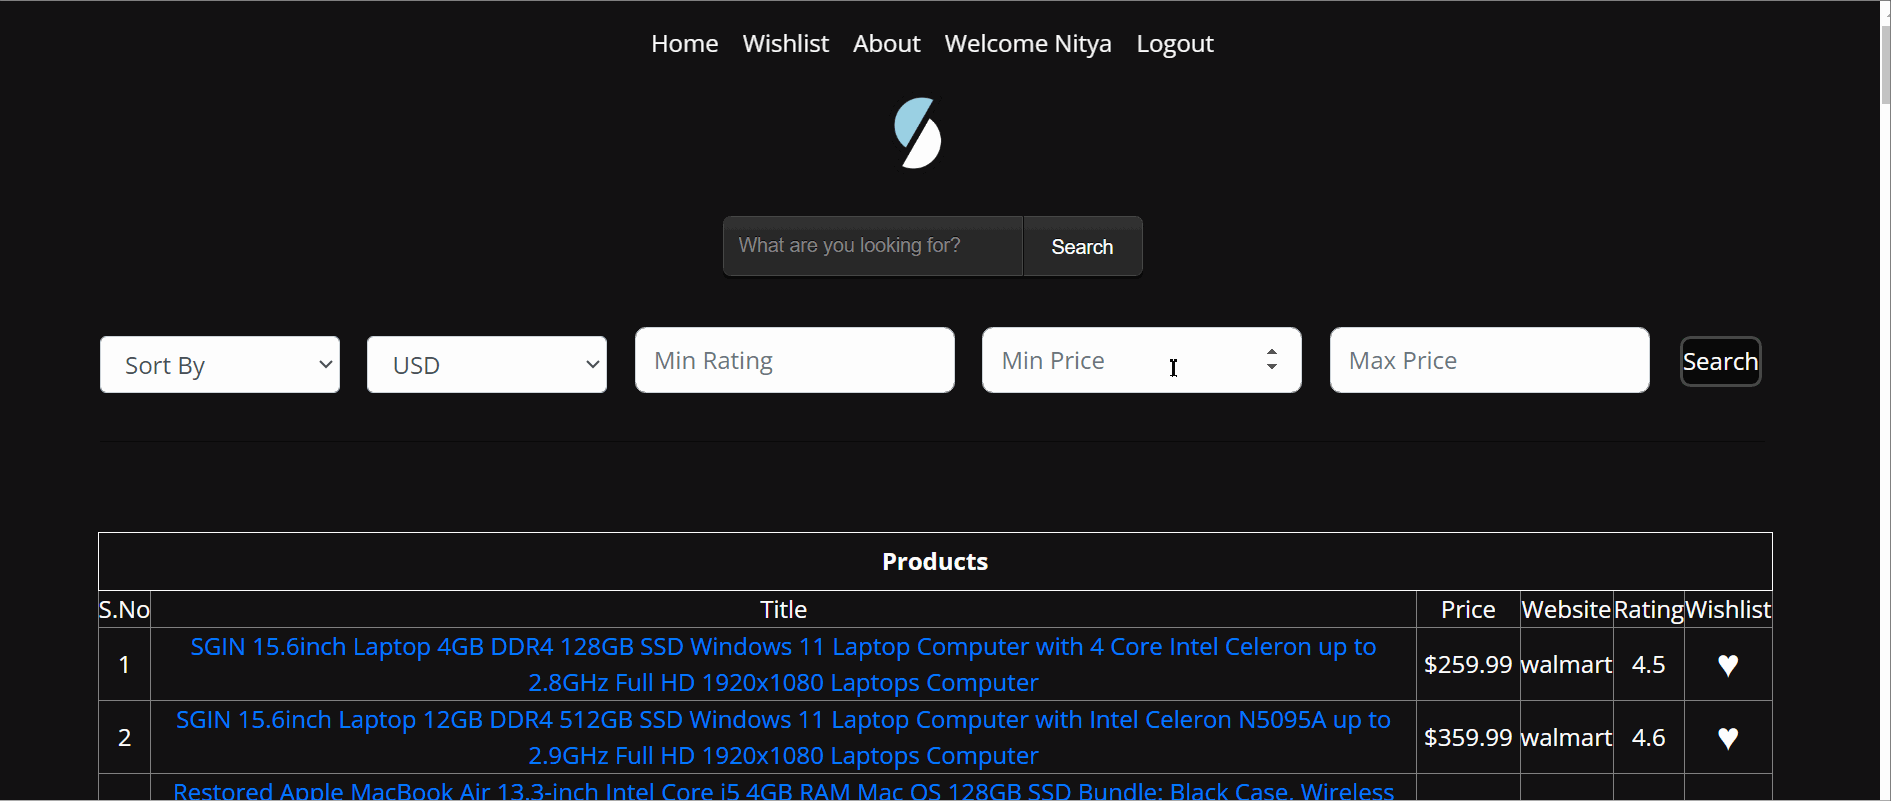 Home Wishlist About Welcome Nitya Logout
What are you looking for? Search
Sort By USD Min Rating Min Price Max Price Search
Products
S.No Title Price Website Rating Wishlist
1 SGIN 15.6inch Laptop 4GB DDR4 128GB SSD Windows 11 Laptop Computer with 4 Core Intel Celeron up to
2.8GHz Full HD 1920x1080 Laptops Computer $259.99 walmart 4.5 ♥
2 SGIN 15.6inch Laptop 12GB DDR4 512GB SSD Windows 11 Laptop Computer with Intel Celeron N5095A up to
2.9GHz Full HD 1920x1080 Laptops Computer $359.99 walmart 4.6 ♥
Restored Apple MacBook Air 13.3-inch Intel Core i5 4GB RAM Mac OS 128GB SSD Bundle: Black Case, Wireless